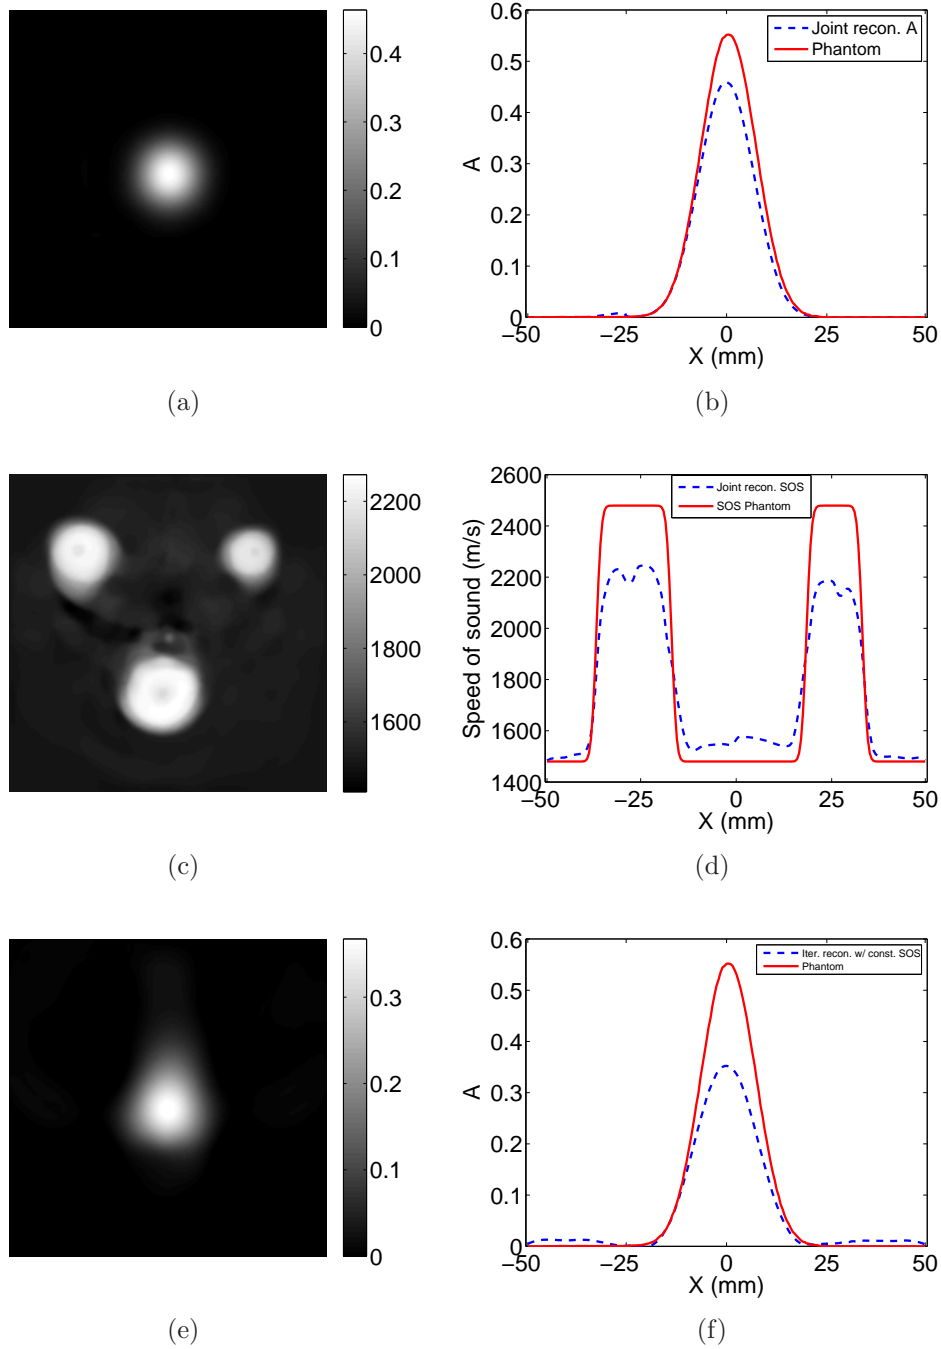 0.4
0.3
0.2
0.1
0
0.6
0.5
0.4
0.3
0.2
0.1
0
−50
−25
0
25
50
A
X (mm)
Joint recon. A
Phantom
(a)
(b)
2200
2000
1800
1600
2600
2400
2200
2000
1800
1600
1400
−50
−25
0
25
50
Speed of sound (m/s)
X (mm)
Joint recon. SOS
SOS Phantom
(c)
(d)
0.3
0.2
0.1
0
0.6
0.5
0.4
0.3
0.2
0.1
0
−50
−25
0
25
50
A
X (mm)
Iter. recon. w/ const. SOS
Phantom
(e)
(f)